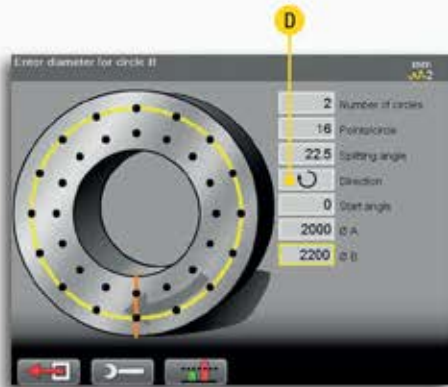 D
Enter diameter for circle B
mm
2
2 Number of circles
16 Points/circle
22.5 Splitting angle
Direction
0 Start angle
2000 Ø A
2200 Ø B